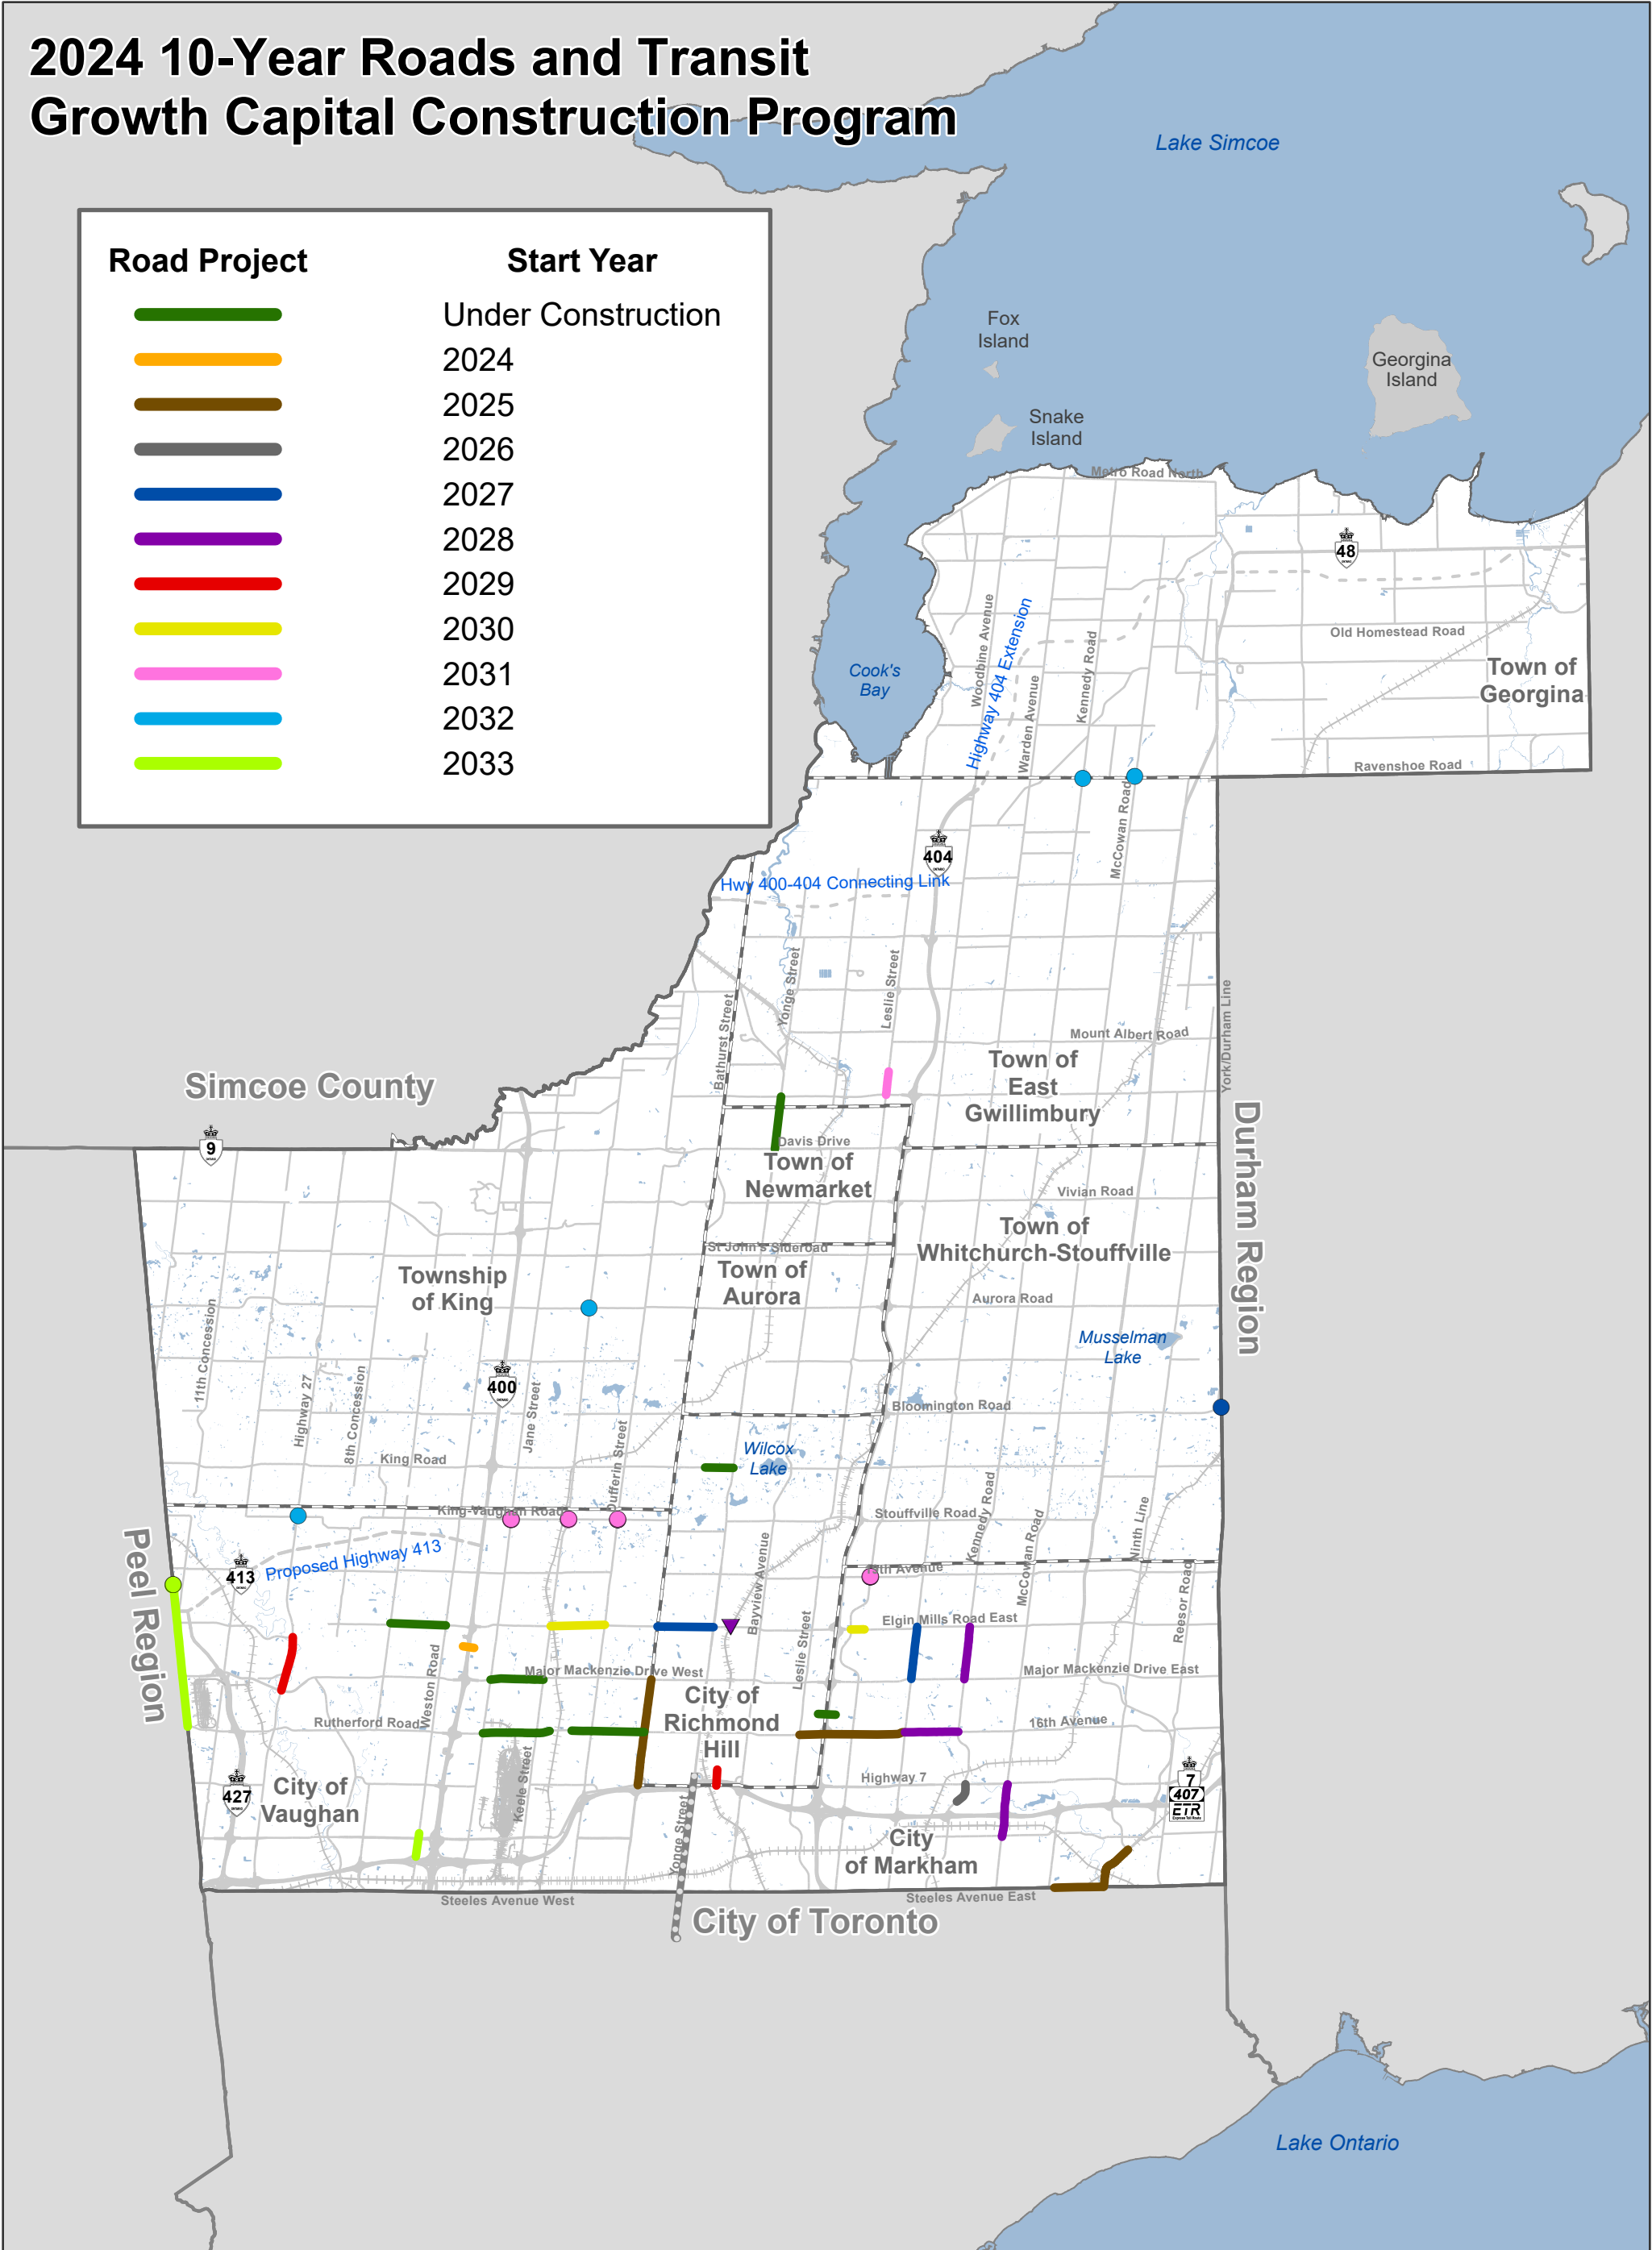 2024 10-Year Roads and Transit
Growth Capital Construction Program
Road Project
Start Year
Under Construction
2024
2025
2026
2027
2028
2029
2030
2031
2032
2033
Lake Simcoe
Fox
Island
Georgina
Island
Snake
Island
Metro Road North
48
Old Homestead Road
Woodbine Avenue
Highway 404 Extension
Kennedy Road
Warden Avenue
Cook's
Bay
Town of
Georgina
Ravenshoe Road
McCowan Road
404
Hwy 400-404 Connecting Link
Yonge Street
Leslie Street
Bathurst Street
York/Durham Line
Mount Albert Road
Town of
East
Gwillimbury
Simcoe County
9
Davis Drive
Town of
Newmarket
Durham Region
Vivian Road
Town of
Whitchurch-Stouffville
St John's Sideroad
Town of
Aurora
Township
of King
Aurora Road
Musselman
Lake
11th Concession
Highway 27
8th Concession
400
Jane Street
Dufferin Street
Bloomington Road
King Road
Wilcox
Lake
King-Vaughan Road
Stouffville Road
Kennedy Road
McCowan Road
Ninth Line
Peel Region
413
Proposed Highway 413
Bayview Avenue
19th Avenue
Reesor Road
Elgin Mills Road East
Leslie Street
Weston Road
Major Mackenzie Drive West
Major Mackenzie Drive East
City of
Richmond
Hill
Rutherford Road
16th Avenue
Keele Street
Highway 7
427
City of
Vaughan
Yonge Street
7
407
ETR
Express Toll Route
City
of Markham
Steeles Avenue West
Steeles Avenue East
City of Toronto
Lake Ontario